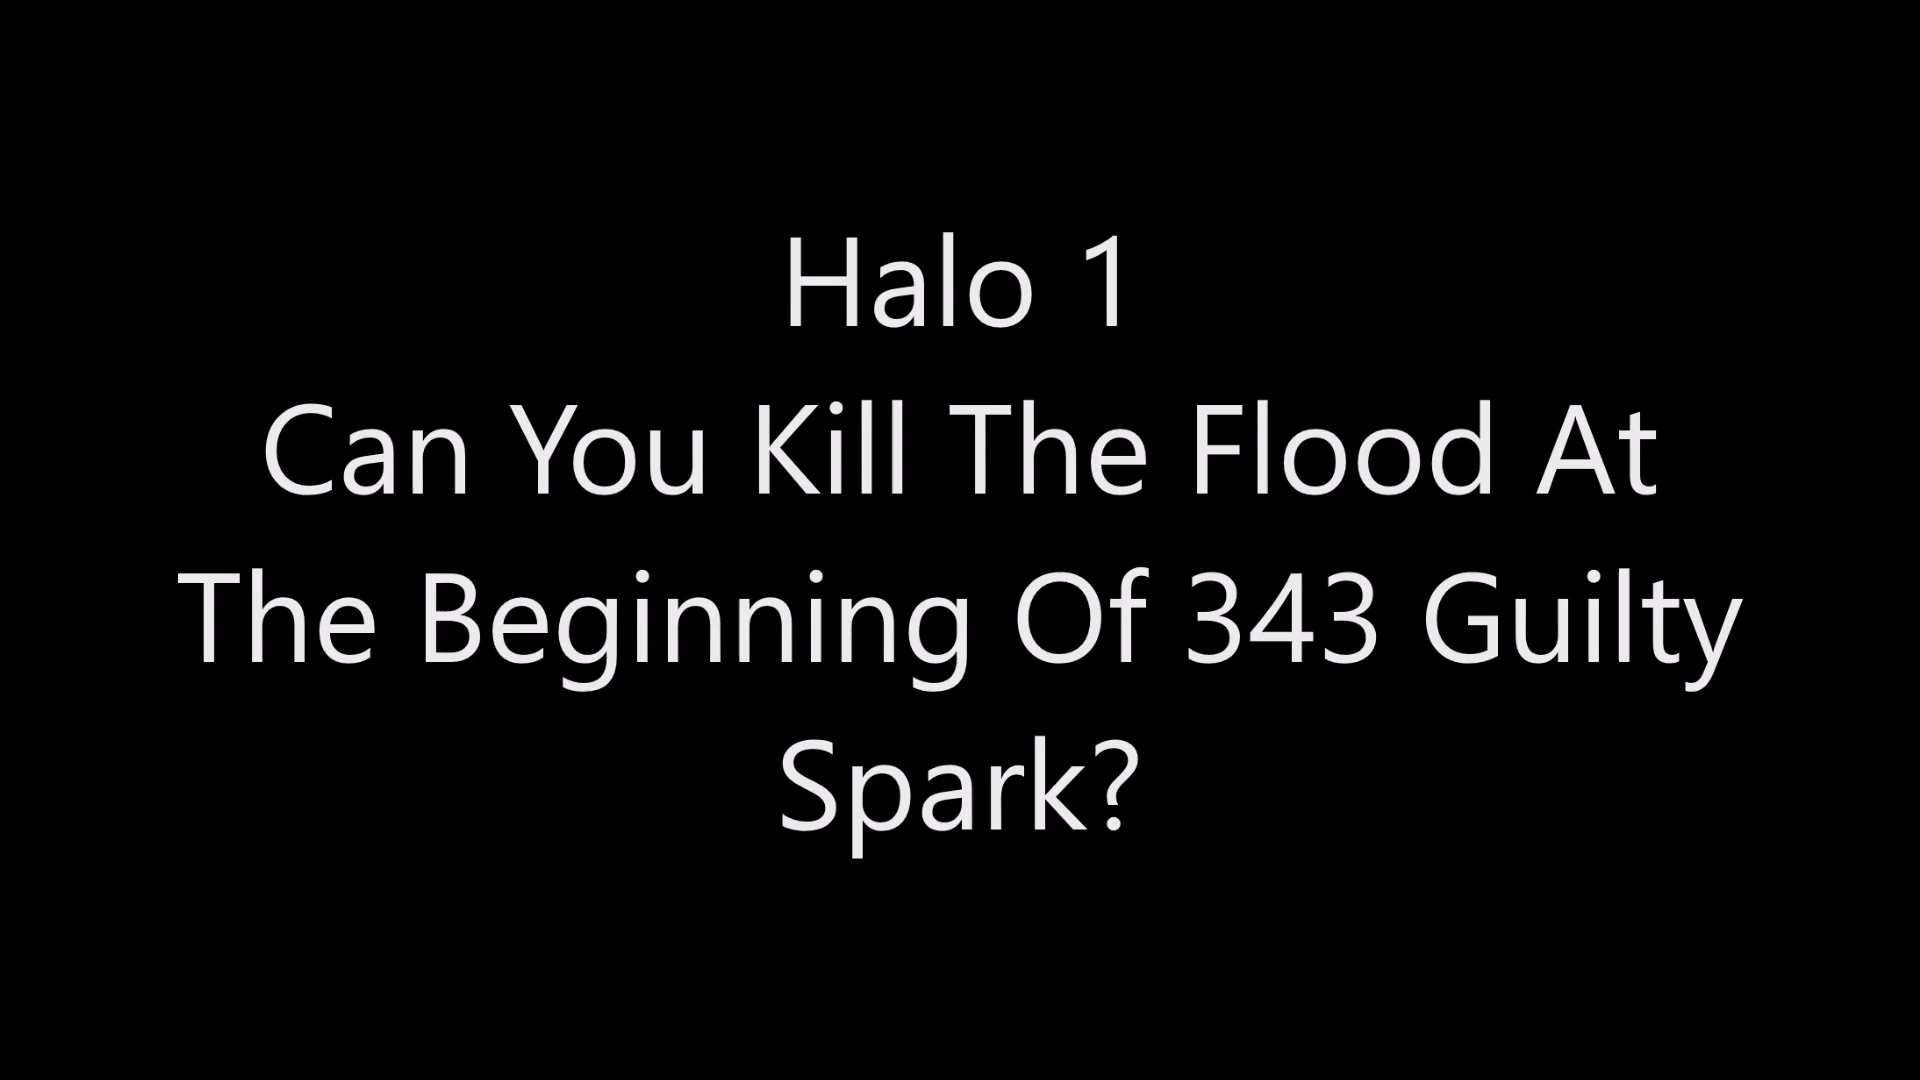 Halo 1
Can You Kill The Flood At
The Beginning Of 343 Guilty
Spark?